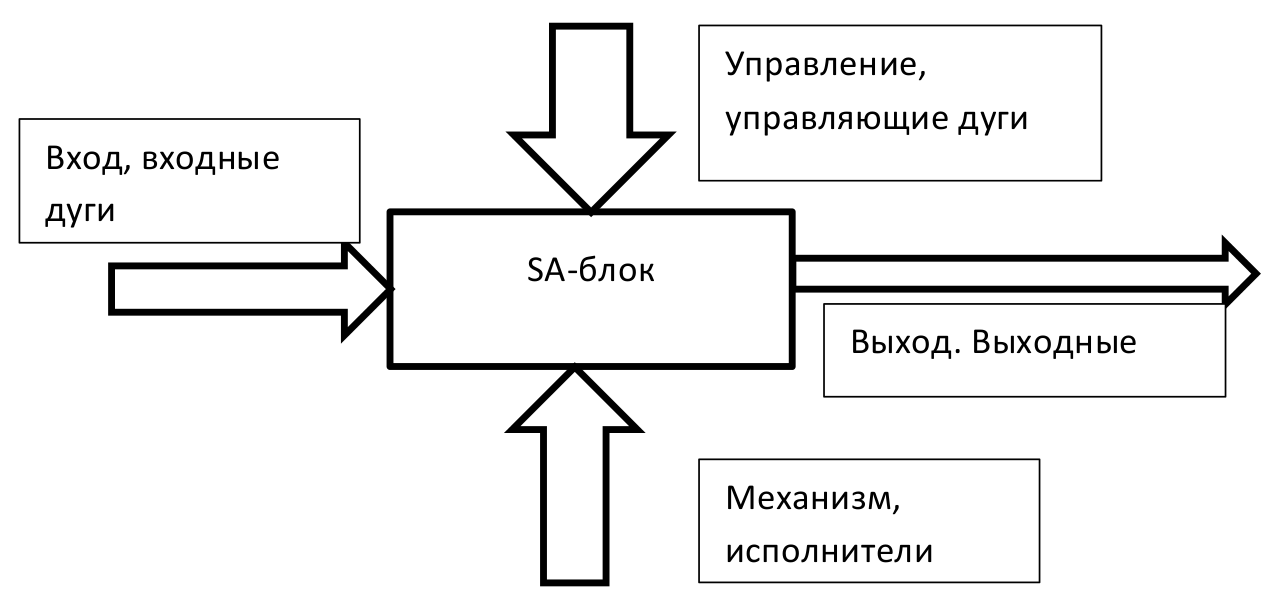 Управление,
управляющие дуги
Вход, входные
дуги
SA-блок
Выход. Выходные
Механизм,
исполнители